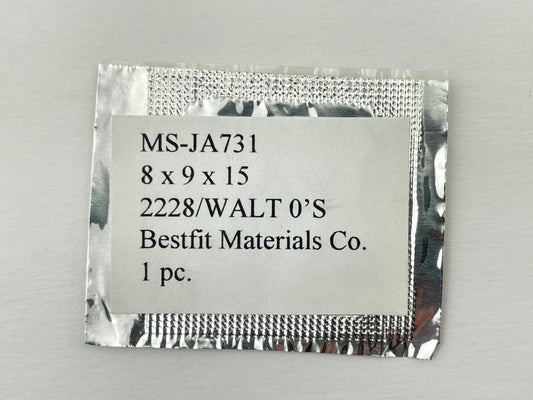 MS-JA731
8 x 9 x 15
2228/WALT 0'S
Bestfit Materials Co.
1 pc.